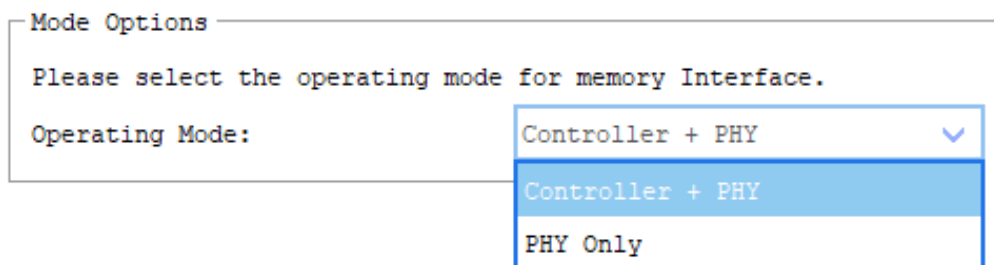 Mode Options
Please select the operating mode for memory Interface.
Operating Mode: Controller + PHY
Controller + PHY
PHY Only